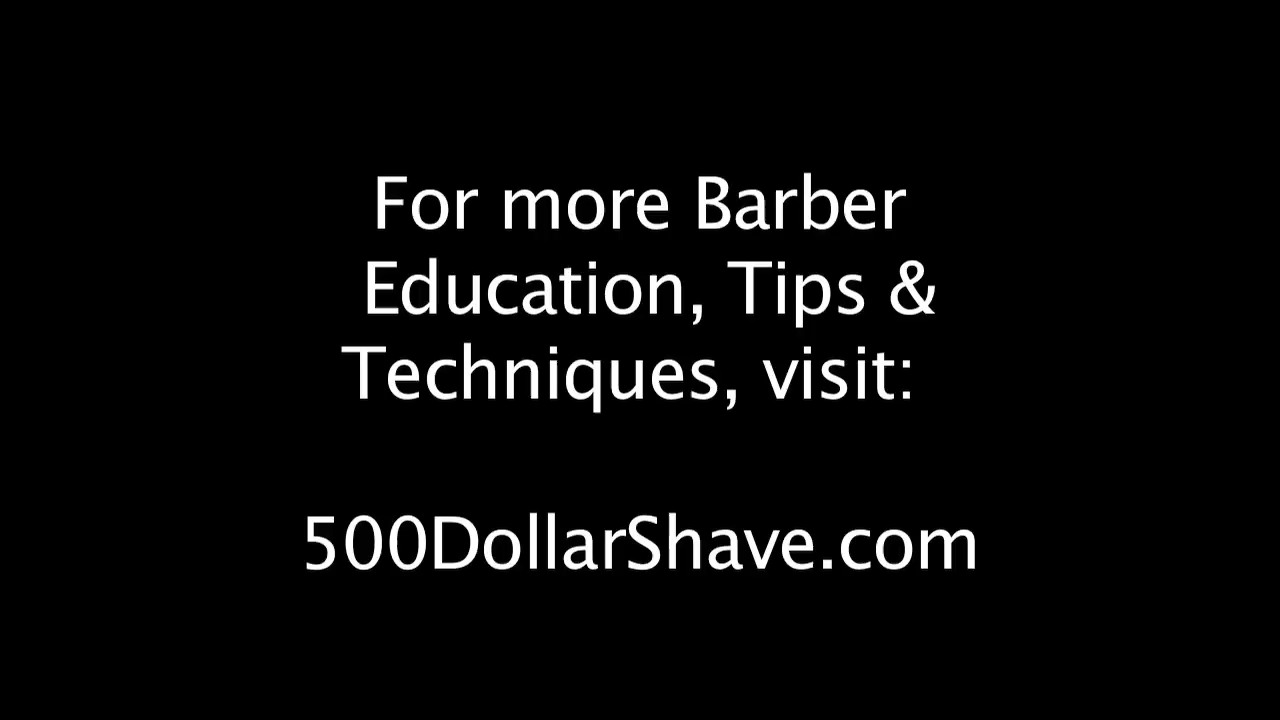 For more Barber
Education, Tips &
Techniques, visit:
500DollarShave.com